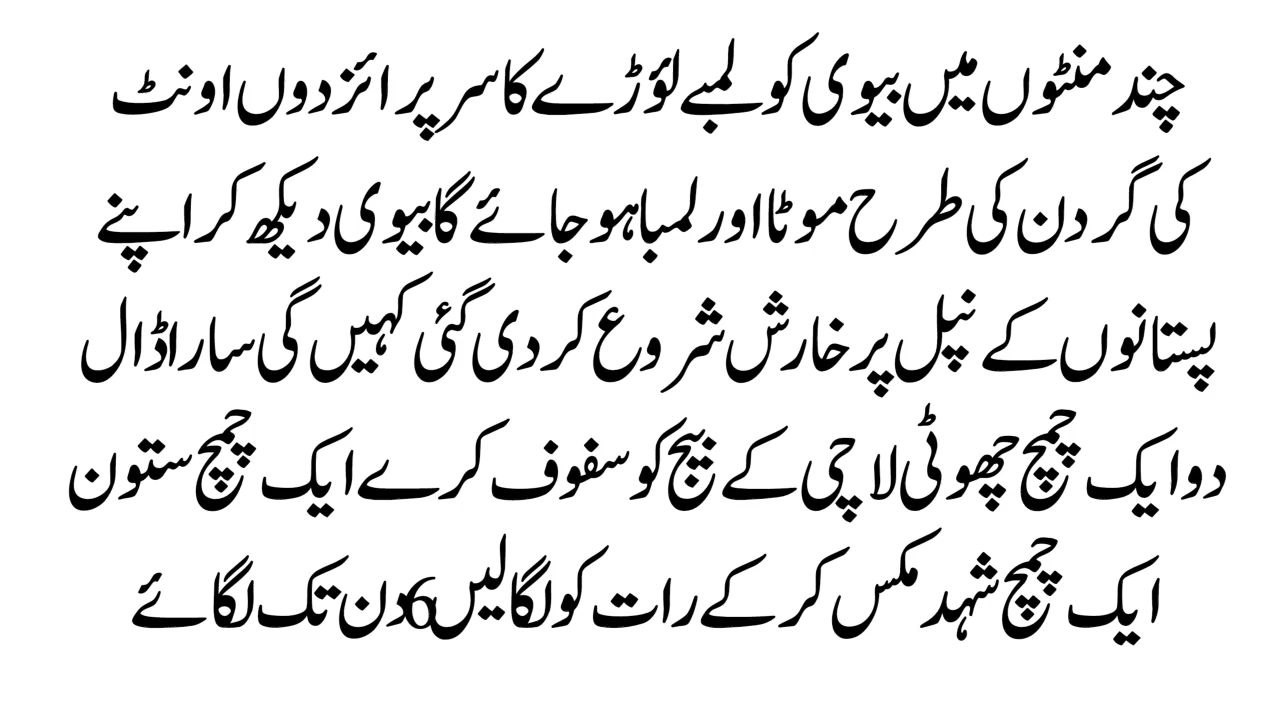 چند منٹوں میں بیوی کو لمبے لوڑے کا سرپرائز دوں اونٹ
کی گردن کی طرح موٹا اور لمبا ہو جائے گا بیوی دیکھ کر اپنے
پستانوں کے نپل پر خارش شروع کر دی گئی کہیں گی سارا ڈال
دو ایک چمچ چھوٹی لاچی کے بیج کو سفوف کرے ایک چمچ ستون
ایک چمچ شہد مکس کر کے رات کو لگا لیں 6 دن تک لگائے